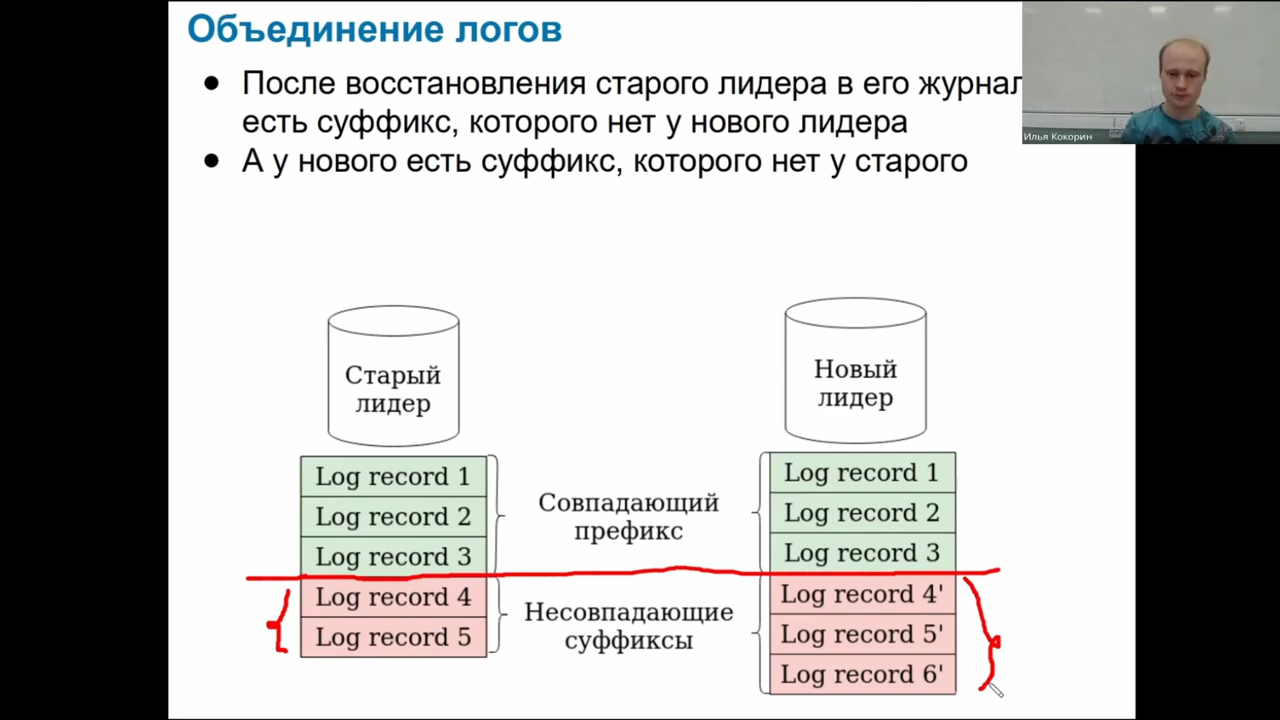 Объединение логов
● После восстановления старого лидера в его журнал
есть суффикс, которого нет у нового лидера
● А у нового есть суффикс, которого нет у старого
Илья Кокорин
Старый
лидер
Новый
лидер
Log record 1
Log record 2
Log record 3
Log record 4
Log record 5
Совпадающий
префикс
Несовпадающие
суффиксы
Log record 1
Log record 2
Log record 3
Log record 4'
Log record 5'
Log record 6'